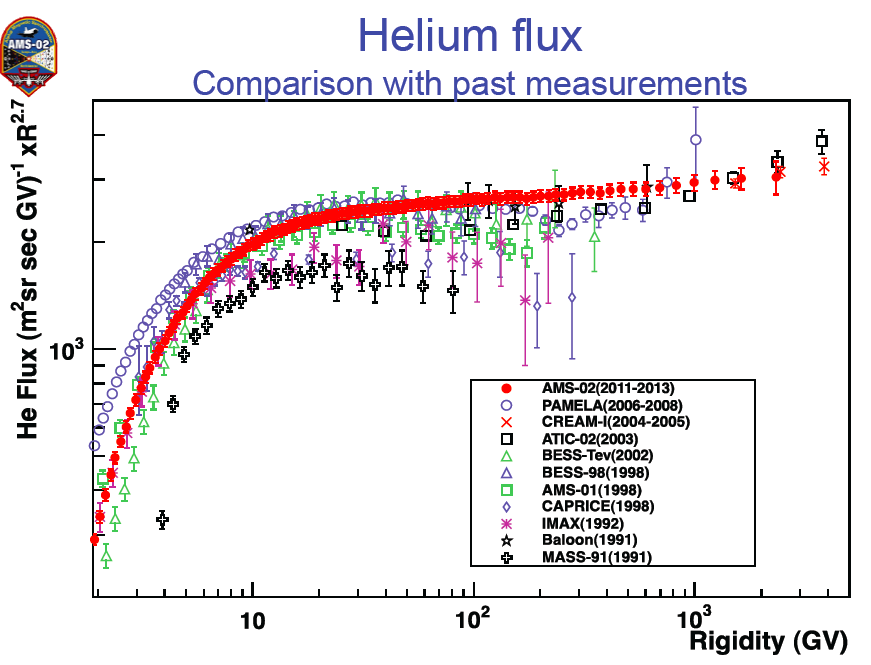 Helium flux
AMS-02
Comparison with past measurements
He Flux (m²sr sec GV)⁻¹ xR²·⁷
10³
AMS-02(2011-2013)
PAMELA(2006-2008)
CREAM-I(2004-2005)
ATIC-02(2003)
BESS-Tev(2002)
BESS-98(1998)
AMS-01(1998)
CAPRICE(1998)
IMAX(1992)
Baloon(1991)
MASS-91(1991)
10 10² 10³
Rigidity (GV)